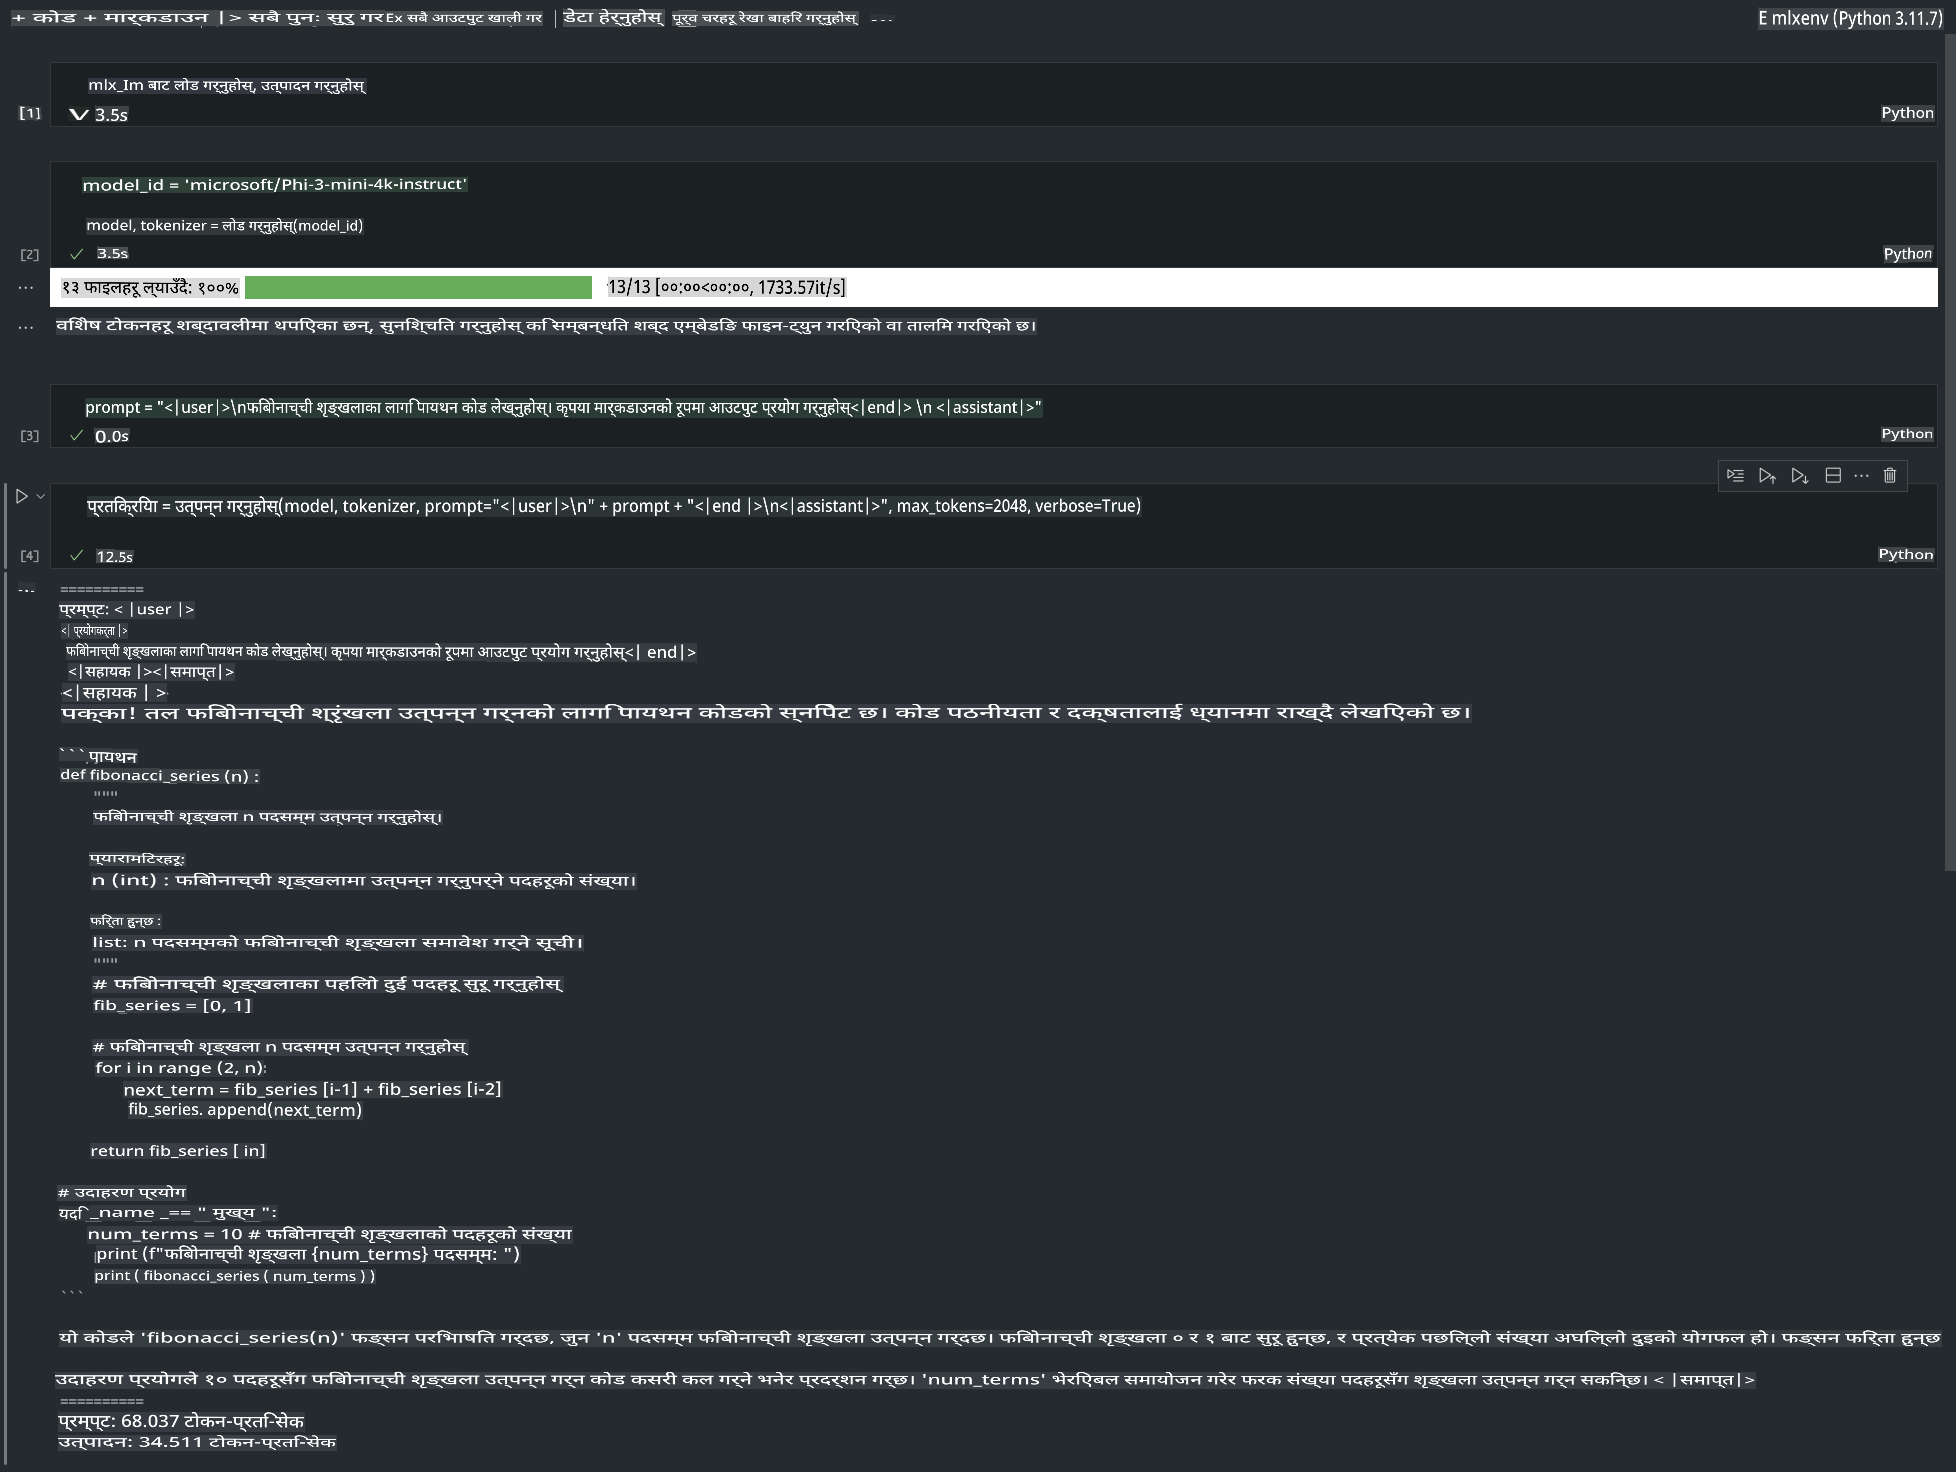 + कोड + मार्कडाउन |> सबै पुनः सुरु गर Ex सबै आउटपुट खाली गर | डेटा हेर्नुहोस् पूर्व चरहरू रेखा बाहिर गर्नुहोस् ...
E mlxenv (Python 3.11.7)
mlx_Im बाट लोड गर्नुहोस्, उत्पादन गर्नुहोस्
[1] 3.5s Python
model_id = 'microsoft/Phi-3-mini-4k-instruct'
model, tokenizer = लोड गर्नुहोस्(model_id)
[2] 3.5s Python
१३ फाइलहरू ल्याउँदै: १००% 13/13 [००:००<००:००, 1733.57it/s]
विशेष टोकनहरू शब्दावलीमा थपिएका छन्, सुनिश्चित गर्नुहोस् कि सम्बन्धित शब्द एम्बेडिङ फाइन-ट्युन गरिएको वा तालिम गरिएको छ।
prompt = "<|user|>\nफिबोनाच्ची शृङ्खलाका लागि पायथन कोड लेख्नुहोस्। कृपया मार्कडाउनको रूपमा आउटपुट प्रयोग गर्नुहोस्<|end|> \n <|assistant|>"
[3] 0.0s Python
प्रतिक्रिया = उत्पन्न गर्नुहोस्(model, tokenizer, prompt="<|user|>\n" + prompt + "<|end |>\n<|assistant|>", max_tokens=2048, verbose=True)
[4] 12.5s Python
==========
प्रम्प्ट: < |user |>
<| प्रयोगकर्ता |>
फिबोनाच्ची शृङ्खलाका लागि पायथन कोड लेख्नुहोस्। कृपया मार्कडाउनको रूपमा आउटपुट प्रयोग गर्नुहोस्<| end|>
<|सहायक |><|समाप्त|>
<|सहायक | >
पक्का! तल फिबोनाच्ची श्रृंखला उत्पन्न गर्नको लागि पायथन कोडको स्निपेट छ। कोड पठनीयता र दक्षतालाई ध्यानमा राख्दै लेखिएको छ।
```पायथन
def fibonacci_series (n) :
"""
फिबोनाच्ची शृङ्खला n पदसम्म उत्पन्न गर्नुहोस्।
प्यारामिटरहरू:
n (int) : फिबोनाच्ची शृङ्खलामा उत्पन्न गर्नुपर्ने पदहरूको संख्या।
फिर्ता हुन्छ :
list: n पदसम्मको फिबोनाच्ची शृङ्खला समावेश गर्ने सूची।
"""
# फिबोनाच्ची शृङ्खलाका पहिलो दुई पदहरू सुरु गर्नुहोस्
fib_series = [0, 1]
# फिबोनाच्ची शृङ्खला n पदसम्म उत्पन्न गर्नुहोस्
for i in range (2, n):
next_term = fib_series [i-1] + fib_series [i-2]
fib_series. append(next_term)
return fib_series [ in]
# उदाहरण प्रयोग
यदि _name _== " मुख्य ":
num_terms = 10 # फिबोनाच्ची शृङ्खलाको पदहरूको संख्या
print (f"फिबोनाच्ची शृङ्खला {num_terms} पदसम्म: ")
print ( fibonacci_series ( num_terms ) )
```
यो कोडले 'fibonacci_series(n)' फङ्सन परिभाषित गर्दछ, जुन 'n' पदसम्म फिबोनाच्ची शृङ्खला उत्पन्न गर्दछ। फिबोनाच्ची शृङ्खला ० र १ बाट सुरु हुन्छ, र प्रत्येक पछिल्लो संख्या अघिल्लो दुइको योगफल हो। फङ्सन फिर्ता हुन्छ
उदाहरण प्रयोगले १० पदहरूसँग फिबोनाच्ची शृङ्खला उत्पन्न गर्न कोड कसरी कल गर्ने भनेर प्रदर्शन गर्छ। 'num_terms' भेरिएबल समायोजन गरेर फरक संख्या पदहरूसँग शृङ्खला उत्पन्न गर्न सकिन्छ। < |समाप्त|>
==========
प्रम्प्ट: 68.037 टोकन-प्रति-सेक
उत्पादन: 34.511 टोकन-प्रति-सेक